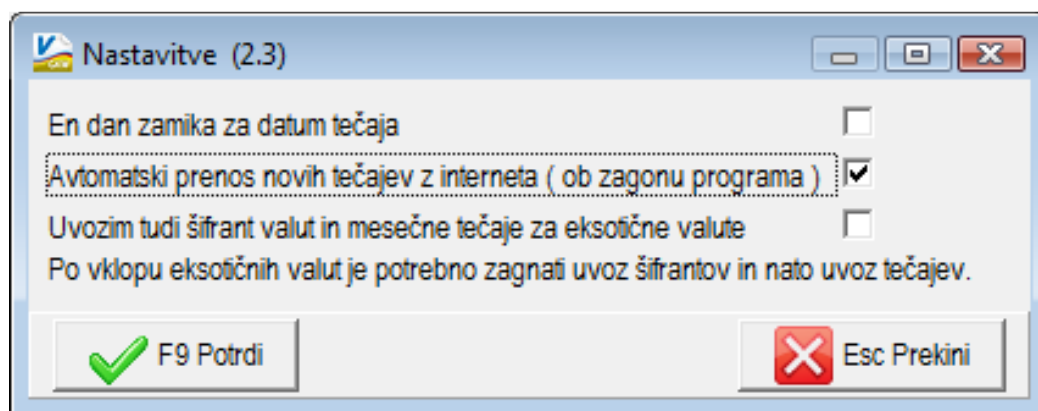 Nastavitve (2.3)
En dan zamika za datum tečaja
Avtomatski prenos novih tečajev z interneta ( ob zagonu programa )
Uvozim tudi šifrant valut in mesečne tečaje za eksotične valute
Po vklopu eksotičnih valut je potrebno zagnati uvoz šifrantov in nato uvoz tečajev.
F9 Potrdi
Esc Prekini